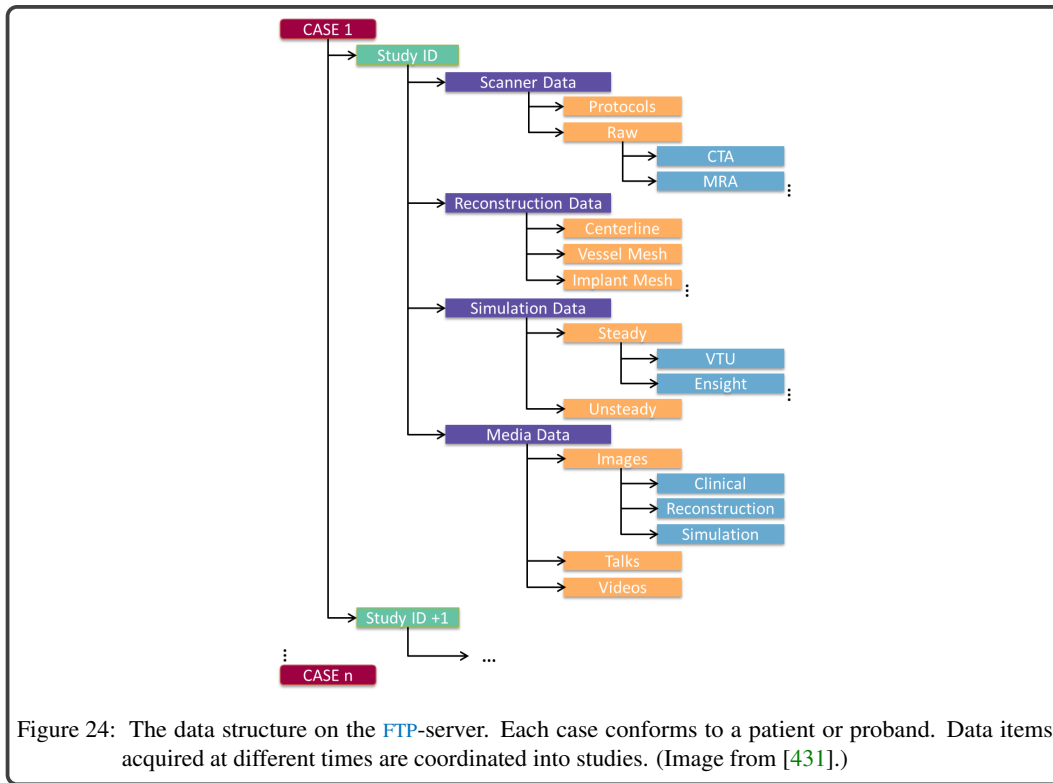 CASE 1
Study ID
Scanner Data
Protocols
Raw
CTA
MRA
⋮
Reconstruction Data
Centerline
Vessel Mesh
Implant Mesh
⋮
Simulation Data
Steady
VTU
Ensight
⋮
Unsteady
Media Data
Images
Clinical
Reconstruction
Simulation
Talks
Videos
Study ID +1
...
⋮
CASE n
Figure 24: The data structure on the FTP-server. Each case conforms to a patient or proband. Data items
acquired at different times are coordinated into studies. (Image from [431].)